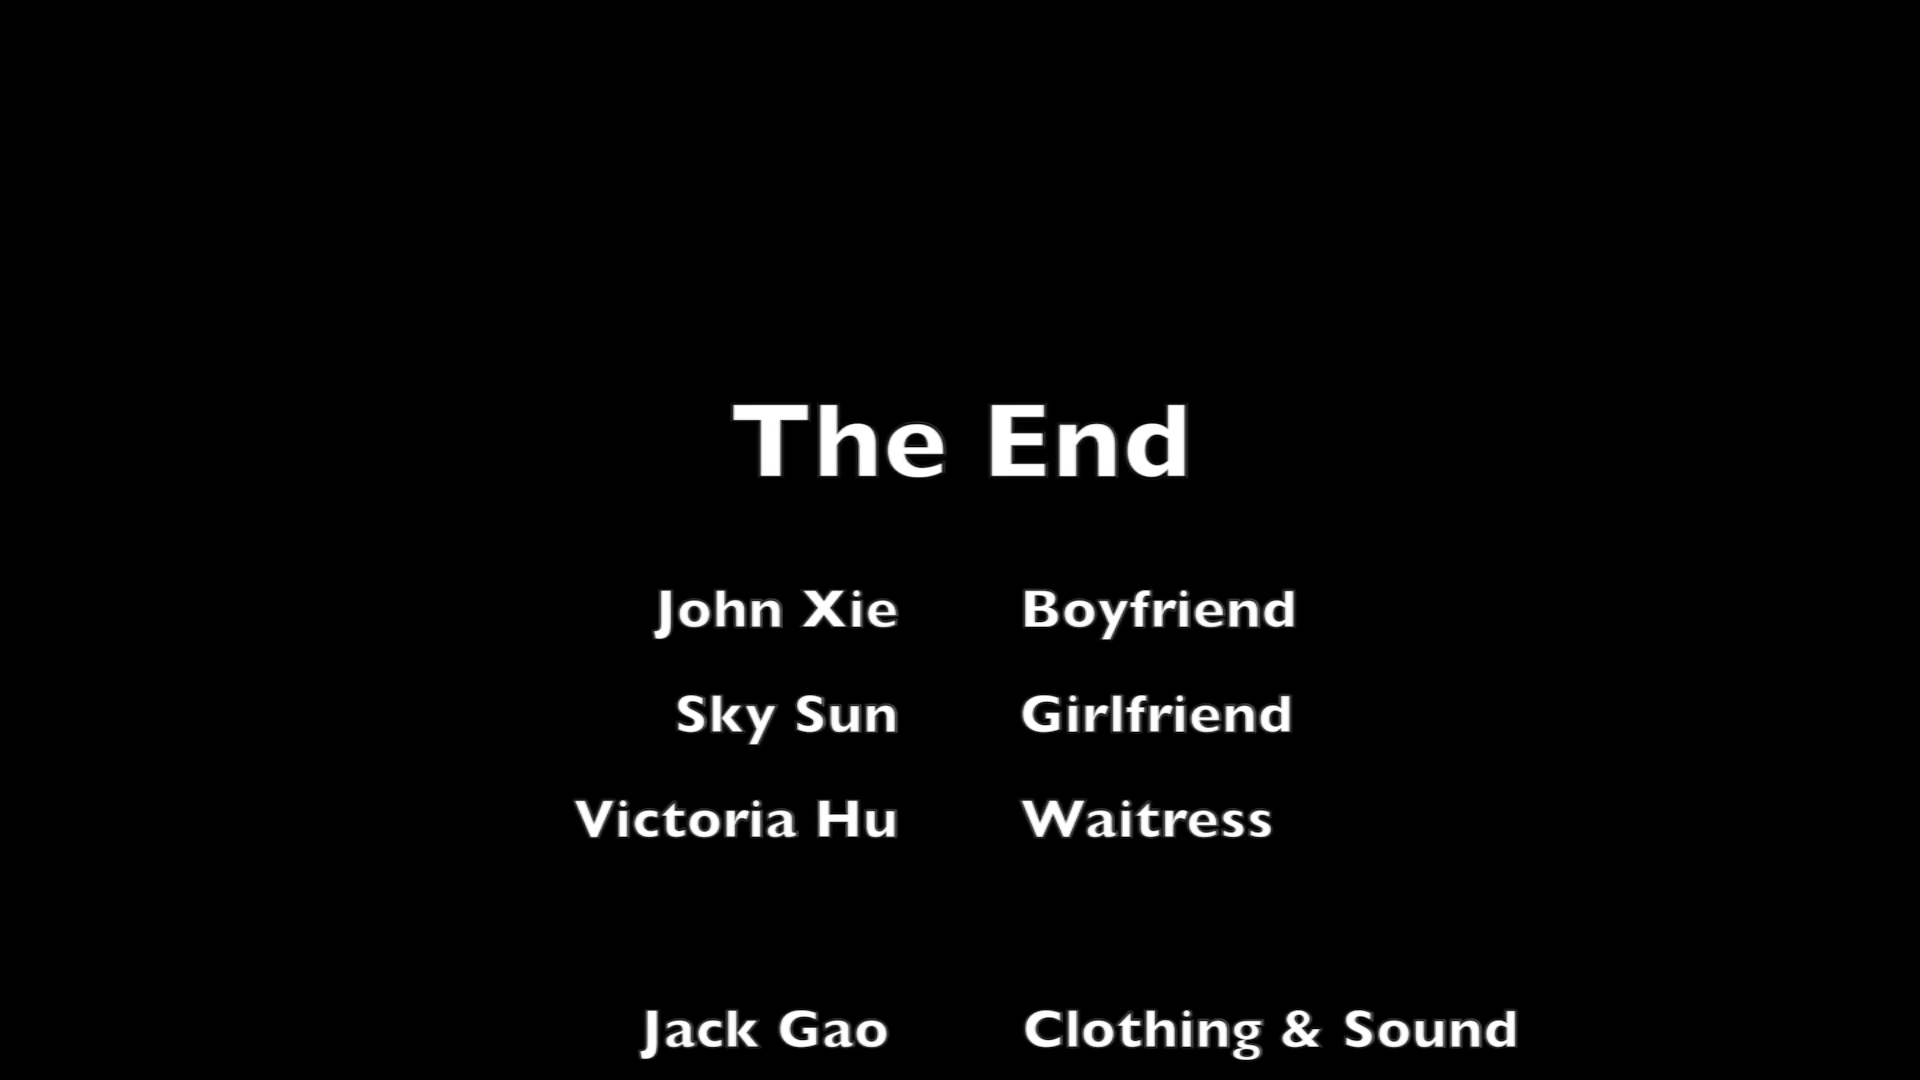 The End
John Xie Boyfriend
Sky Sun Girlfriend
Victoria Hu Waitress
Jack Gao Clothing & Sound